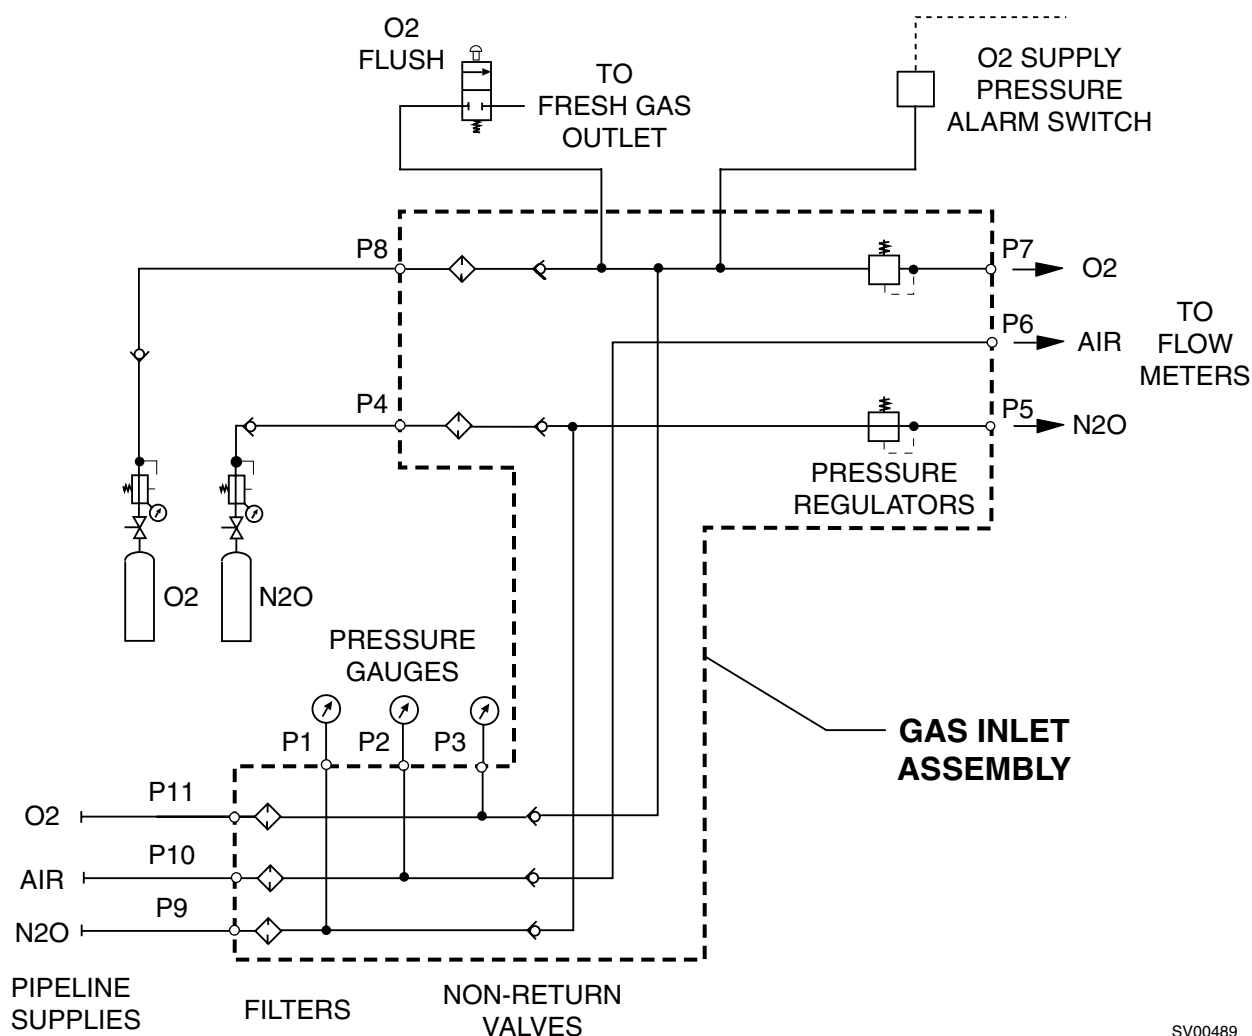 O2
FLUSH
TO
FRESH GAS
OUTLET
O2 SUPPLY
PRESSURE
ALARM SWITCH
P8
P7
O2
P6
AIR
TO
FLOW
METERS
P4
P5
N2O
PRESSURE
REGULATORS
O2
N2O
PRESSURE
GAUGES
P1
P2
P3
GAS INLET
ASSEMBLY
P11
O2
P10
AIR
P9
N2O
PIPELINE
SUPPLIES
FILTERS
NON-RETURN
VALVES
SV00489